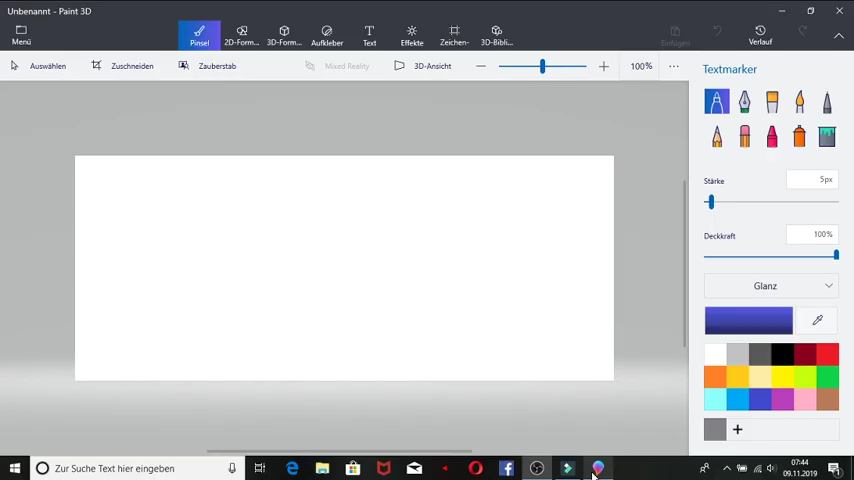 Unbenannt - Paint 3D
Menü
Pinsel
2D-Form...
3D-Form...
Aufkleber
Text
Effekte
Zeichen-
3D-Bibli...
Einfügen
Verlauf
Auswählen
Zuschneiden
Zauberstab
Mixed Reality
3D-Ansicht
100%
Textmarker
Stärke
5px
Deckkraft
100%
Glanz
Zur Suche Text hier eingeben
07:44
09.11.2019